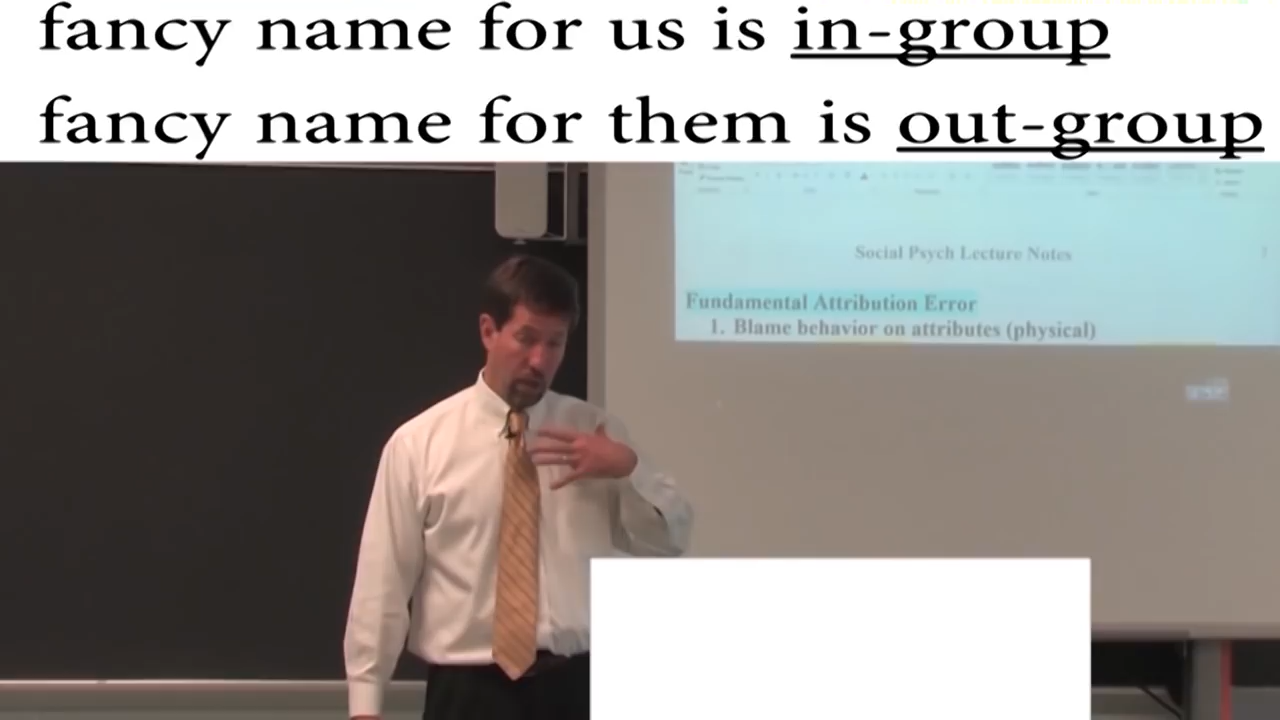 fancy name for us is in-group
fancy name for them is out-group
Social Psych Lecture Notes
Fundamental Attribution Error
1. Blame behavior on attributes (physical)